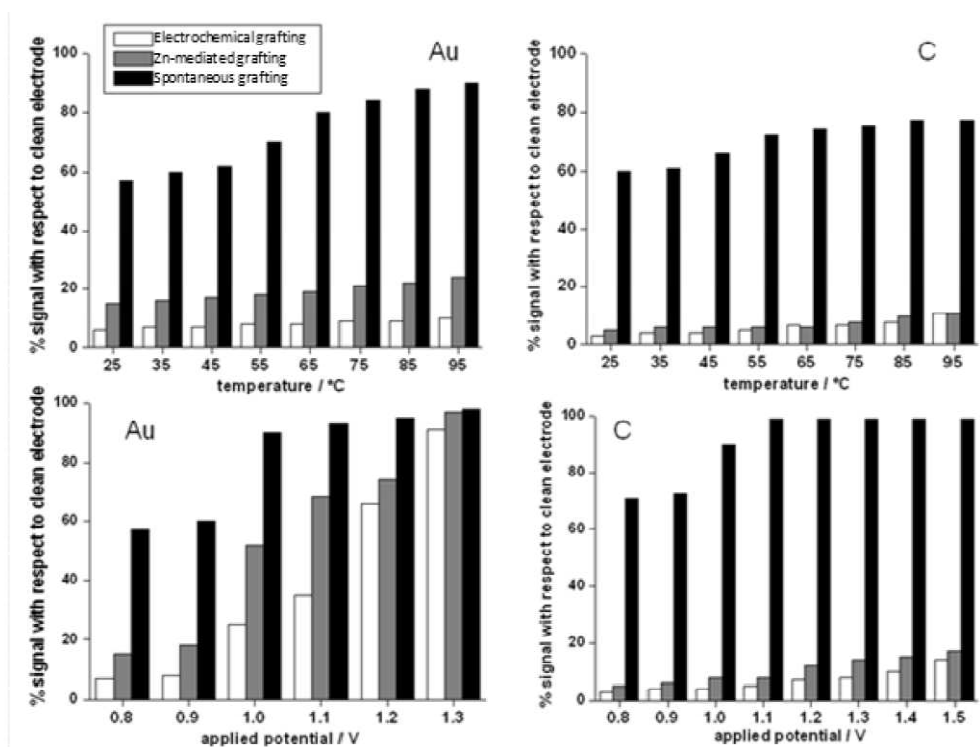 Electrochemical grafting
Zn-mediated grafting
Spontaneous grafting
Au
% signal with respect to clean electrode
100
80
60
40
20
0
25 35 45 55 65 75 85 95
temperature / °C
C
% signal with respect to clean electrode
100
80
60
40
20
0
25 35 45 55 65 75 85 95
temperature / °C
Au
% signal with respect to clean electrode
100
80
60
40
20
0
0.8 0.9 1.0 1.1 1.2 1.3
applied potential / V
C
% signal with respect to clean electrode
100
80
60
40
20
0
0.8 0.9 1.0 1.1 1.2 1.3 1.4 1.5
applied potential / V